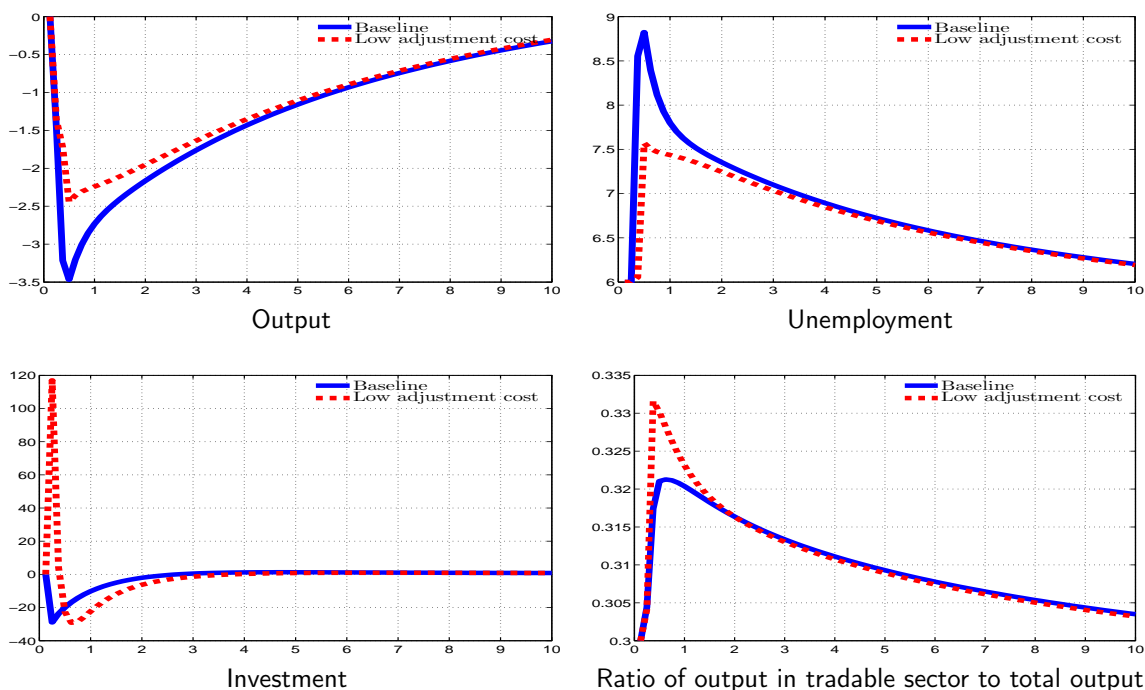 0
−0.5
−1
−1.5
−2
−2.5
−3
−3.5
0 1 2 3 4 5 6 7 8 9 10
Baseline
Low adjustment cost
Output
9
8.5
8
7.5
7
6.5
6
0 1 2 3 4 5 6 7 8 9 10
Baseline
Low adjustment cost
Unemployment
120
100
80
60
40
20
0
−20
−40
0 1 2 3 4 5 6 7 8 9 10
Baseline
Low adjustment cost
Investment
0.335
0.33
0.325
0.32
0.315
0.31
0.305
0.3
0 1 2 3 4 5 6 7 8 9 10
Baseline
Low adjustment cost
Ratio of output in tradable sector to total output